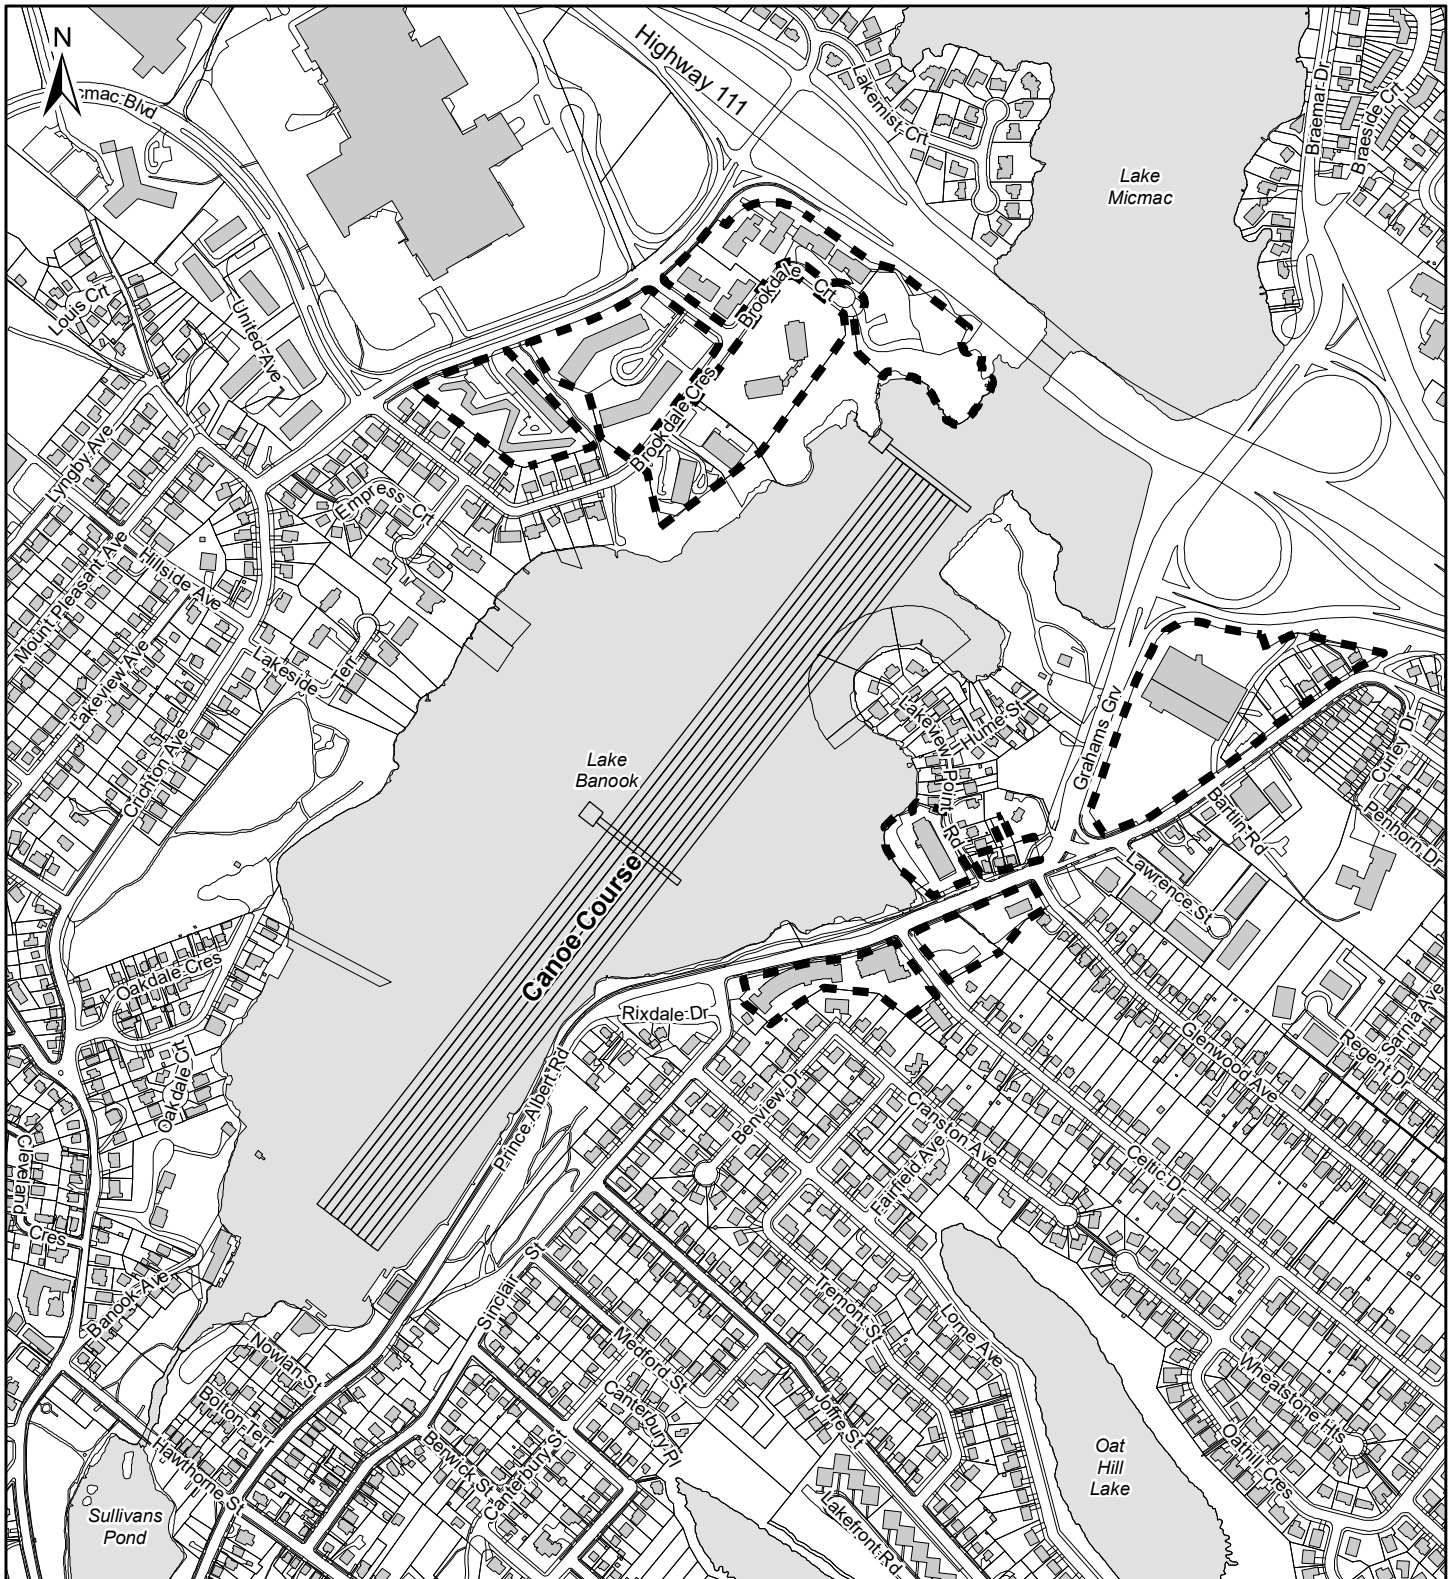 N
cmac Blvd
Highway 111
Lakemist Crt
Lake
Micmac
Braemar Dr
Braeside Crt
Louis Crt
United Ave
Brookdale Crt
Brookdale Cres
Lyngby Ave
Empress Crt
Hillside Ave
Mount Pleasant Ave
Lakeview Ave
Lakeside Terr
Crichton Ave
Lake
Banook
Canoe Course
Lakeview Point Rd
Hume St
Grahams Grv
Curley Dr
Penhorn Dr
Bartlin Rd
Lawrence St
Oakdale Cres
Oakdale Crt
Rixdale Dr
Prince Albert Rd
Benview Dr
Glenwood Ave
Regent Dr
Sarnia Ave
Cranston Ave
Fairfield Ave
Celtic Dr
Cleveland Cres
Banook Ave
Sinclair St
Tremont St
Lorne Ave
Nowlan St
Bolton Terr
Hawthorne St
Medford St
Canterbury Pl
Joffre St
Berwick St
Canterbury St
Wheatstone Hts
Oathill Cres
Oat
Hill
Lake
Sullivans
Pond
Lakefront Rd